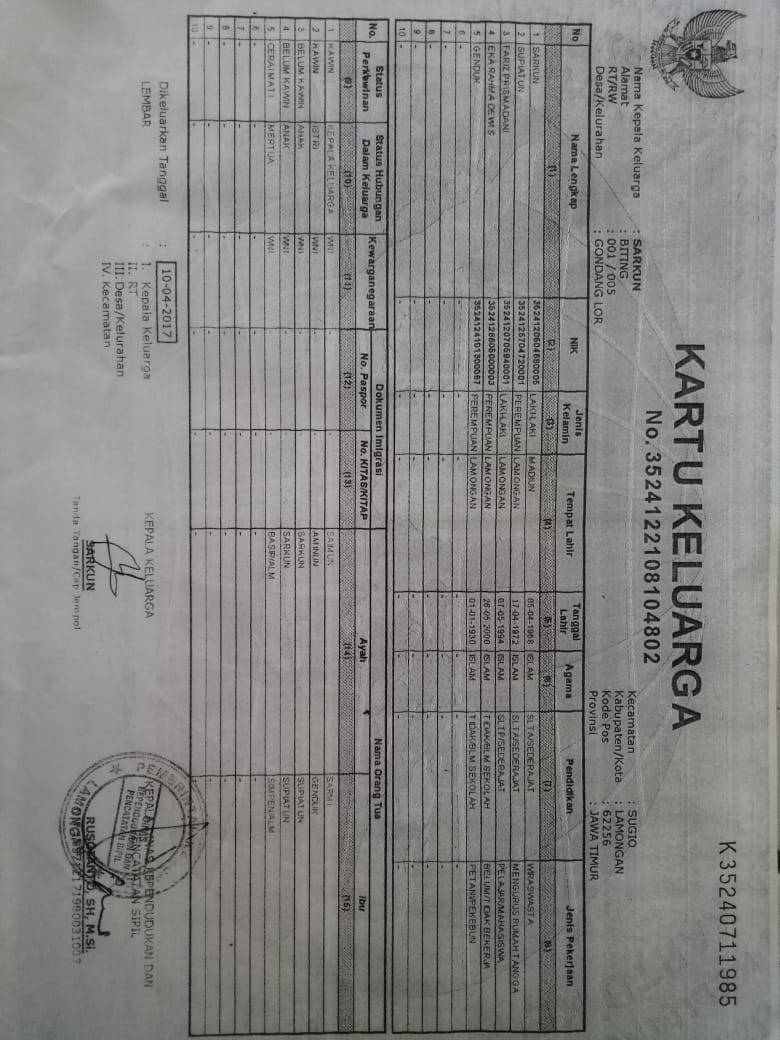 K35240711985
KARTU KELUARGA
No. 3524122108104802
Nama Kepala Keluarga : SARKUN
Alamat : BITING
RT/RW : 001 / 005
Desa/Kelurahan : GONDANG LOR
Kecamatan : SUGIO
Kabupaten/Kota : LAMONGAN
Kode Pos : 62256
Provinsi : JAWA TIMUR
No Nama Lengkap NIK Jenis Kelamin Tempat Lahir Tanggal Lahir Agama Pendidikan Jenis Pekerjaan
(1) (2) (3) (4) (5) (6) (7) (8)
1 SARKUN 3524120504680005 LAKI-LAKI MADIUN 05-04-1968 ISLAM SLTA/SEDERAJAT WIRASWASTA
2 SUPIATUN 3524125704720001 PEREMPUAN LAMONGAN 17-04-1972 ISLAM SLTA/SEDERAJAT MENGURUS RUMAH TANGGA
3 FARIZ PRISMADANI 3524120705940001 LAKI-LAKI LAMONGAN 07-05-1994 ISLAM SLTP/SEDERAJAT PELAJAR/MAHASISWA
4 EKA RAHMA DEWI S 3524126605000003 PEREMPUAN LAMONGAN 26-05-2000 ISLAM TIDAK/BLM SEKOLAH BELUM/TIDAK BEKERJA
5 GENDUK 3524124101300067 PEREMPUAN LAMONGAN 01-01-1930 ISLAM TIDAK/BLM SEKOLAH PETANI/PEKEBUN
6 - - - - - - - -
7 - - - - - - - -
8 - - - - - - - -
9 - - - - - - - -
10 - - - - - - - -
No. Status Perkawinan Status Hubungan Dalam Keluarga Kewarganegaraan Dokumen Imigrasi Nama Orang Tua
No. Paspor No. KITAS/KITAP Ayah Ibu
(9) (10) (11) (12) (13) (14) (15)
1 KAWIN KEPALA KELUARGA WNI - - SAIMUN SARMI
2 KAWIN ISTRI WNI - - AMINUN GENDUK
3 BELUM KAWIN ANAK WNI - - SARKUN SUPIATUN
4 BELUM KAWIN ANAK WNI - - SARKUN SUPIATUN
5 CERAI MATI MERTUA WNI - - BASIR/ALM SIMPEN/ALM
6 - - - - - - -
7 - - - - - - -
8 - - - - - - -
9 - - - - - - -
10 - - - - - - -
Dikeluarkan Tanggal : 10-04-2017
LEMBAR : I. Kepala Keluarga
II. RT
III. Desa/Kelurahan
IV. Kecamatan
KEPALA KELUARGA
SARKUN
Tanda Tangan/Cap Jempol
KEPALA DINAS KEPENDUDUKAN DAN
PENCATATAN SIPIL
DINAS
KEPENDUDUKAN DAN
PENCATATAN SIPIL
LAMONGAN
RUSGIANTO, SH, M.Si.